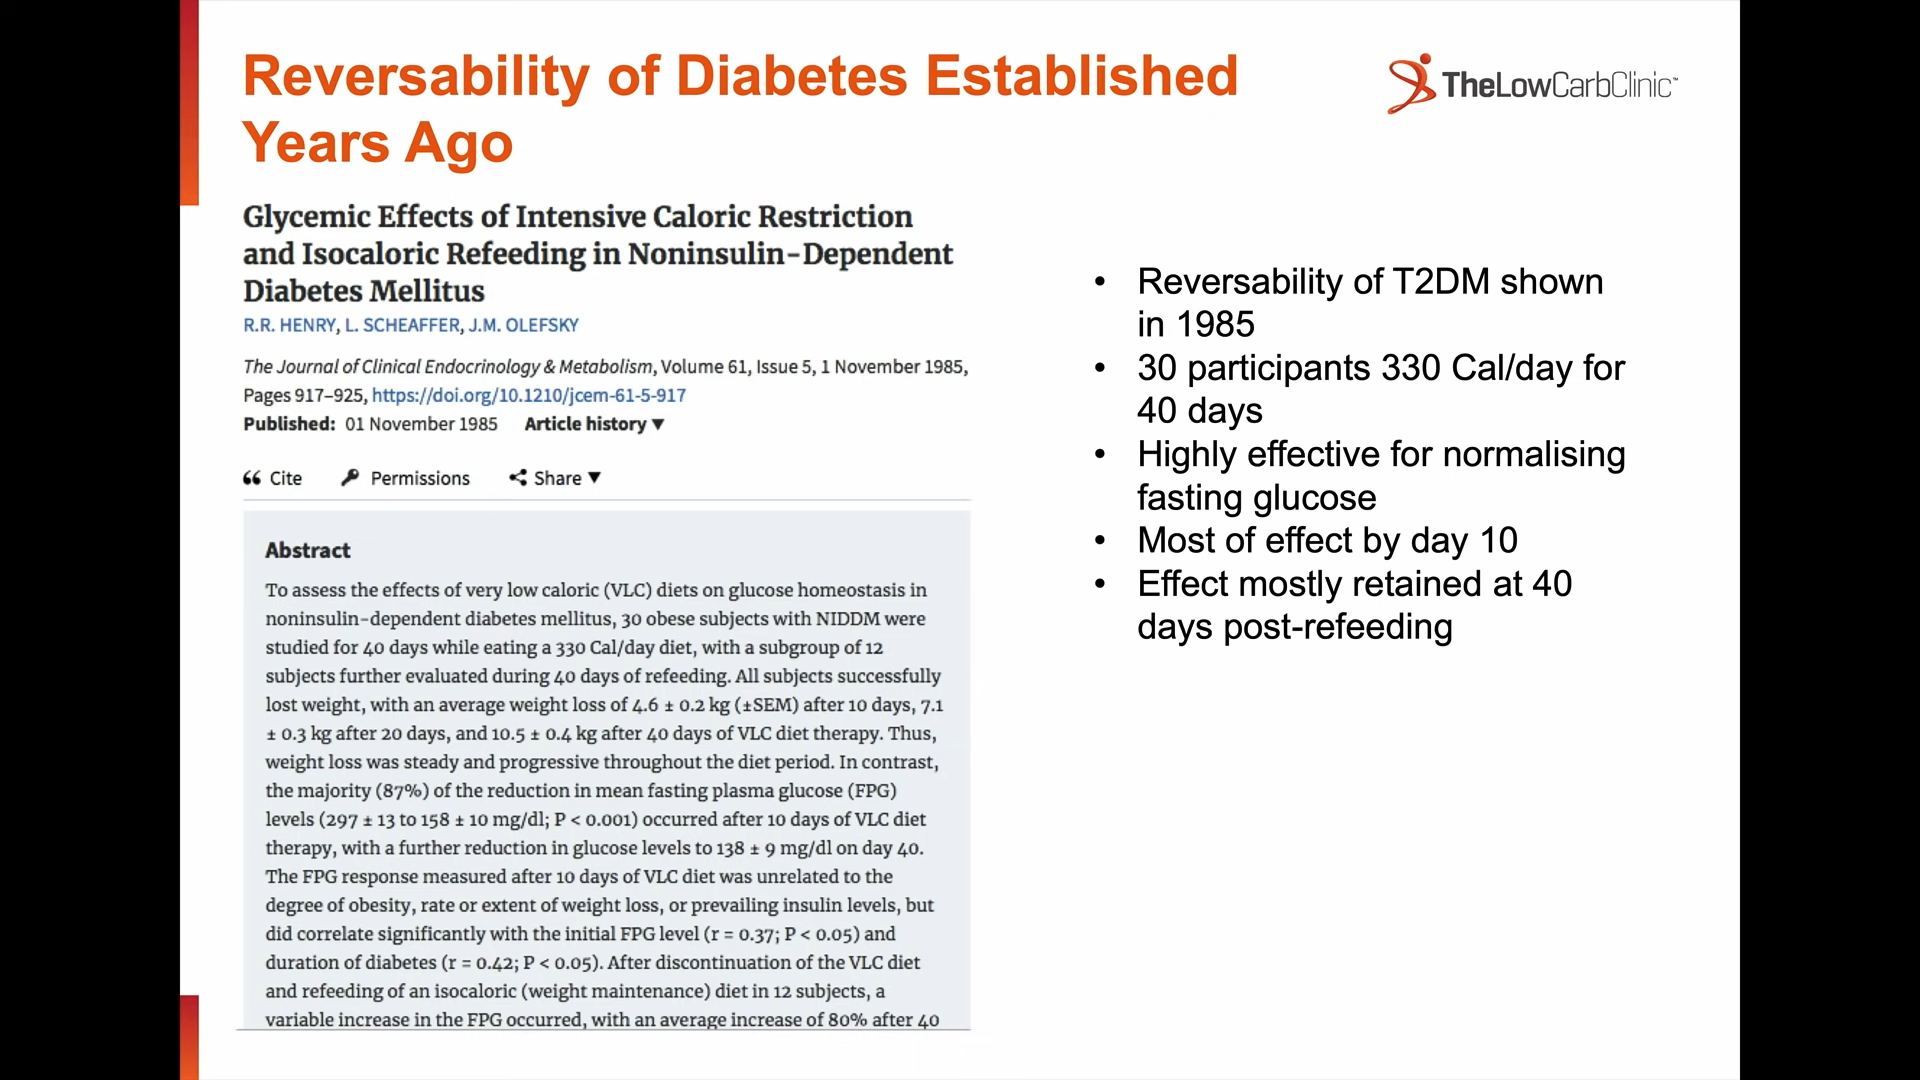 Reversability of Diabetes Established
Years Ago
TheLowCarbClinic™
Glycemic Effects of Intensive Caloric Restriction
and Isocaloric Refeeding in Noninsulin-Dependent
Diabetes Mellitus
R.R. HENRY, L. SCHEAFFER, J.M. OLEFSKY
The Journal of Clinical Endocrinology & Metabolism, Volume 61, Issue 5, 1 November 1985,
Pages 917–925, https://doi.org/10.1210/jcem-61-5-917
Published: 01 November 1985 Article history ▼
Cite Permissions Share ▼
Abstract
To assess the effects of very low caloric (VLC) diets on glucose homeostasis in
noninsulin-dependent diabetes mellitus, 30 obese subjects with NIDDM were
studied for 40 days while eating a 330 Cal/day diet, with a subgroup of 12
subjects further evaluated during 40 days of refeeding. All subjects successfully
lost weight, with an average weight loss of 4.6 ± 0.2 kg (±SEM) after 10 days, 7.1
± 0.3 kg after 20 days, and 10.5 ± 0.4 kg after 40 days of VLC diet therapy. Thus,
weight loss was steady and progressive throughout the diet period. In contrast,
the majority (87%) of the reduction in mean fasting plasma glucose (FPG)
levels (297 ± 13 to 158 ± 10 mg/dl; P < 0.001) occurred after 10 days of VLC diet
therapy, with a further reduction in glucose levels to 138 ± 9 mg/dl on day 40.
The FPG response measured after 10 days of VLC diet was unrelated to the
degree of obesity, rate or extent of weight loss, or prevailing insulin levels, but
did correlate significantly with the initial FPG level (r = 0.37; P < 0.05) and
duration of diabetes (r = 0.42; P < 0.05). After discontinuation of the VLC diet
and refeeding of an isocaloric (weight maintenance) diet in 12 subjects, a
variable increase in the FPG occurred, with an average increase of 80% after 40
• Reversability of T2DM shown
in 1985
• 30 participants 330 Cal/day for
40 days
• Highly effective for normalising
fasting glucose
• Most of effect by day 10
• Effect mostly retained at 40
days post-refeeding